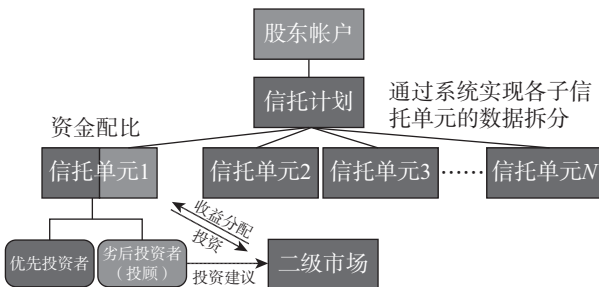 股东帐户
信托计划
通过系统实现各子信
托单元的数据拆分
资金配比
信托单元1
信托单元2
信托单元3
……
信托单元N
收益分配
投资
优先投资者
劣后投资者
（投顾）
投资建议
二级市场